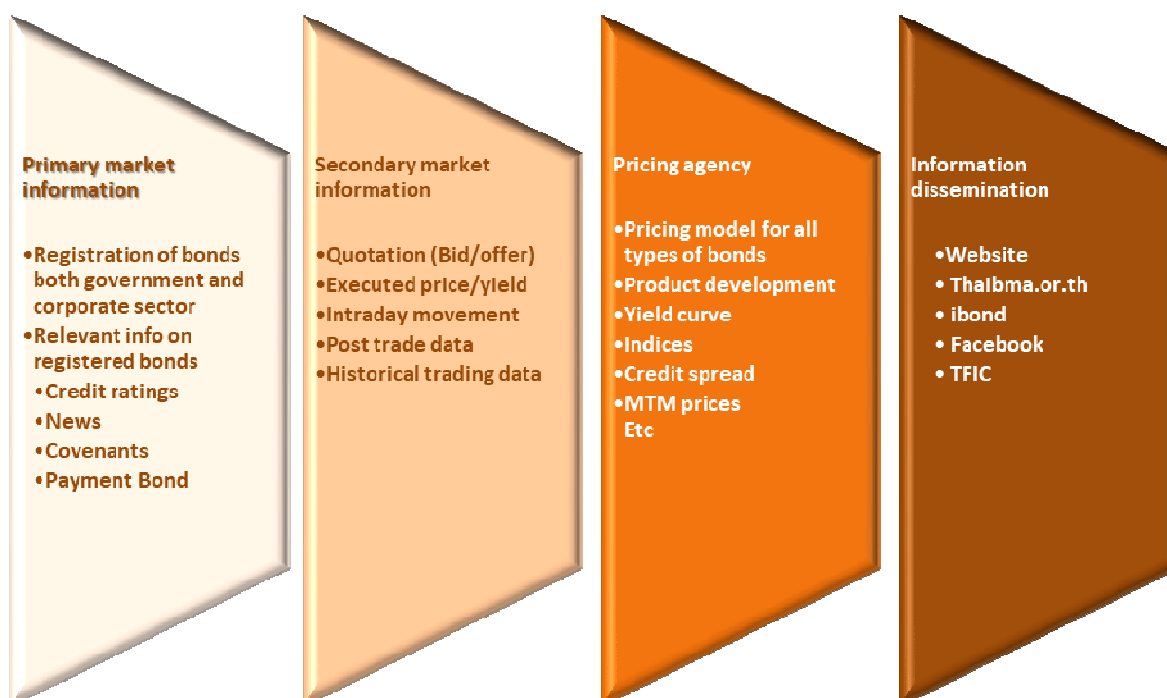 Primary market
information
•Registration of bonds
both government and
corporate sector
•Relevant info on
registered bonds
•Credit ratings
•News
•Covenants
•Payment Bond
Secondary market
information
•Quotation (Bid/offer)
•Executed price/yield
•Intraday movement
•Post trade data
•Historical trading data
Pricing agency
•Pricing model for all
types of bonds
•Product development
•Yield curve
•Indices
•Credit spread
•MTM prices
Etc
Information
dissemination
•Website
• Thaibma.or.th
• ibond
• Facebook
• TFIC